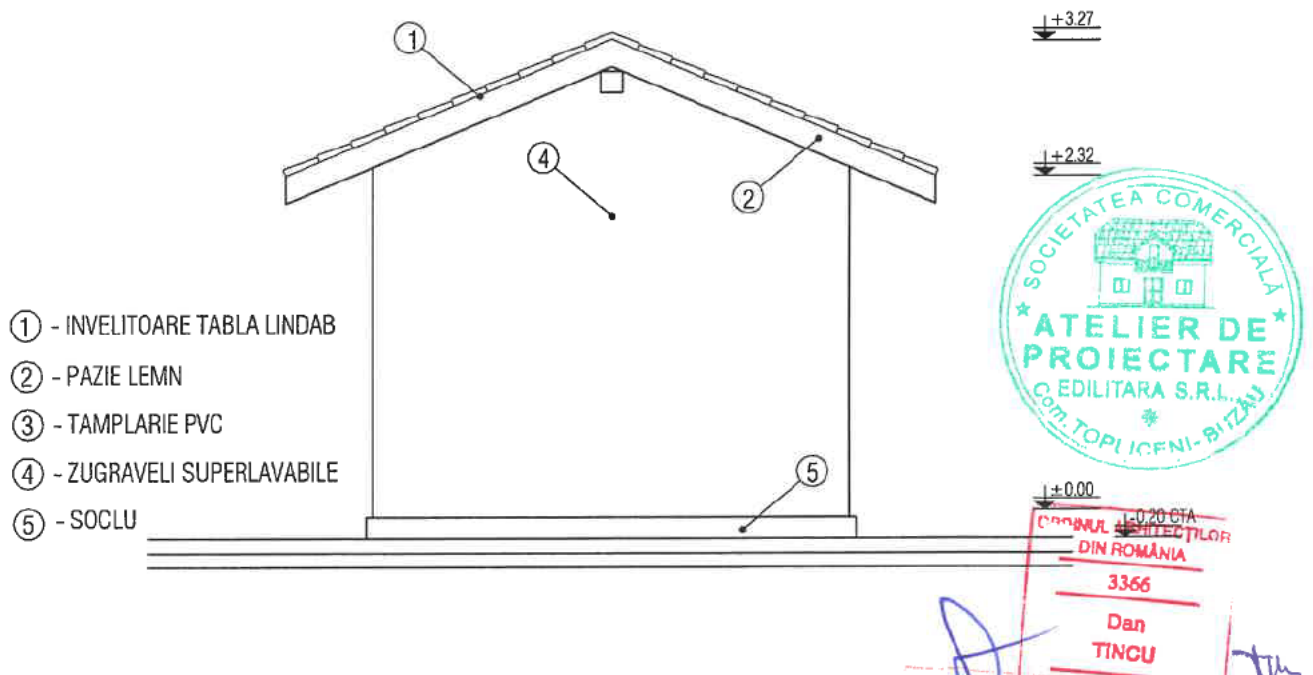 1
+3.27
4
2
+2.32
SOCIETATEA COMERCIALĂ
ATELIER DE
PROIECTARE
EDILITARA S.R.L.
Com. TOPLICENI - BUZĂU
1 - INVELITOARE TABLA LINDAB
2 - PAZIE LEMN
3 - TAMPLARIE PVC
4 - ZUGRAVELI SUPERLAVABILE
5 - SOCLU
5
±0.00
-0.20 CTA
ORDINUL ARHITECȚILOR
DIN ROMÂNIA
3366
Dan
TINCU